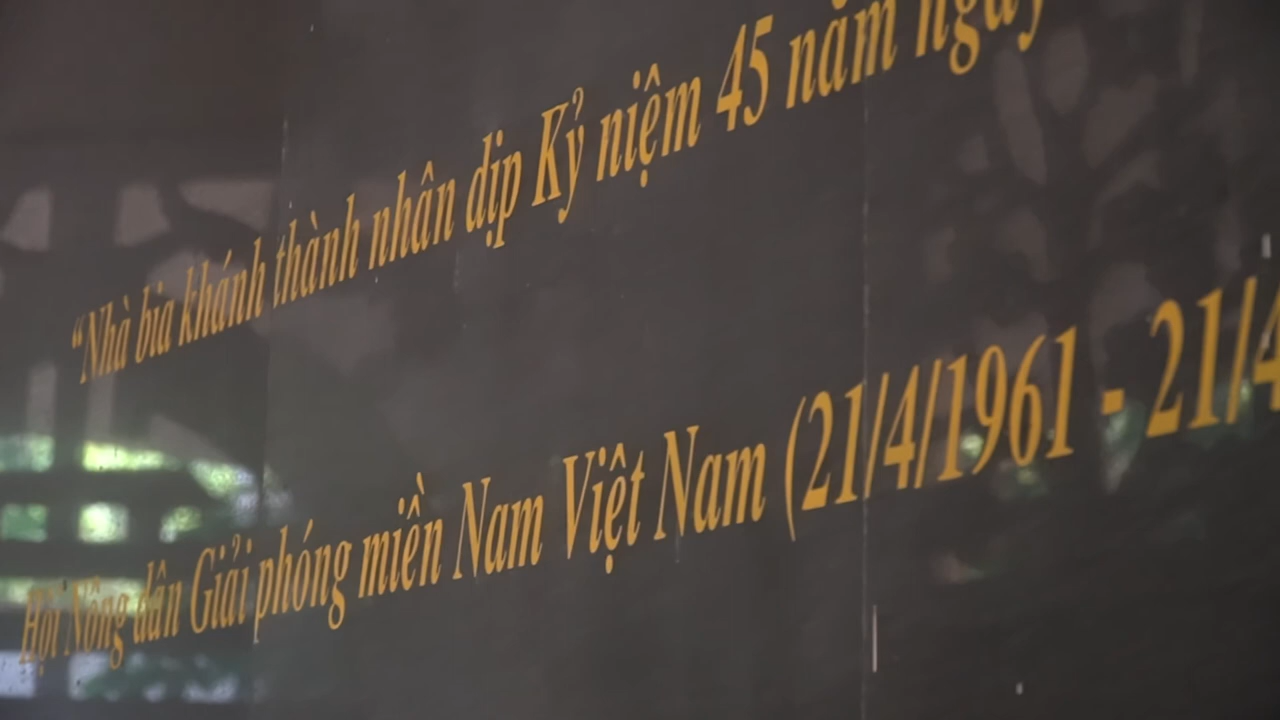 “Nhà bia khánh thành nhân dịp Kỷ niệm 45 năm ngày
Hội Nông dân Giải phóng miền Nam Việt Nam (21/4/1961 - 21/4